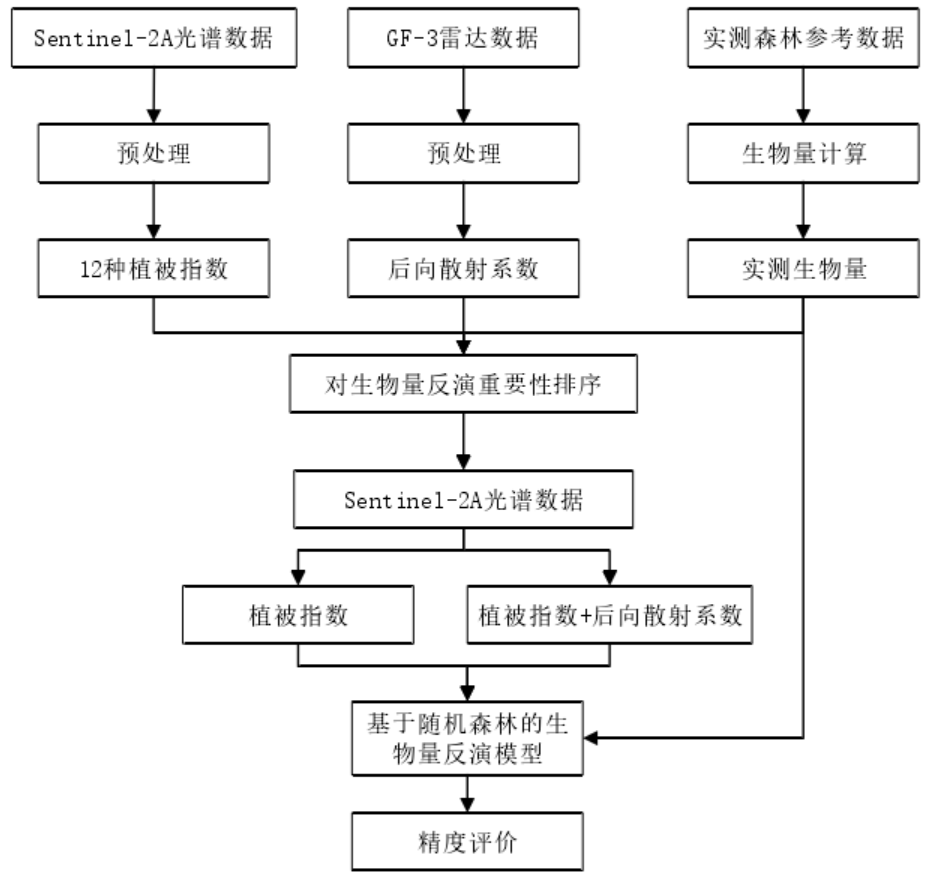 Sentinel-2A光谱数据
GF-3雷达数据
实测森林参考数据
预处理
预处理
生物量计算
12种植被指数
后向散射系数
实测生物量
对生物量反演重要性排序
Sentinel-2A光谱数据
植被指数
植被指数+后向散射系数
基于随机森林的生
物量反演模型
精度评价